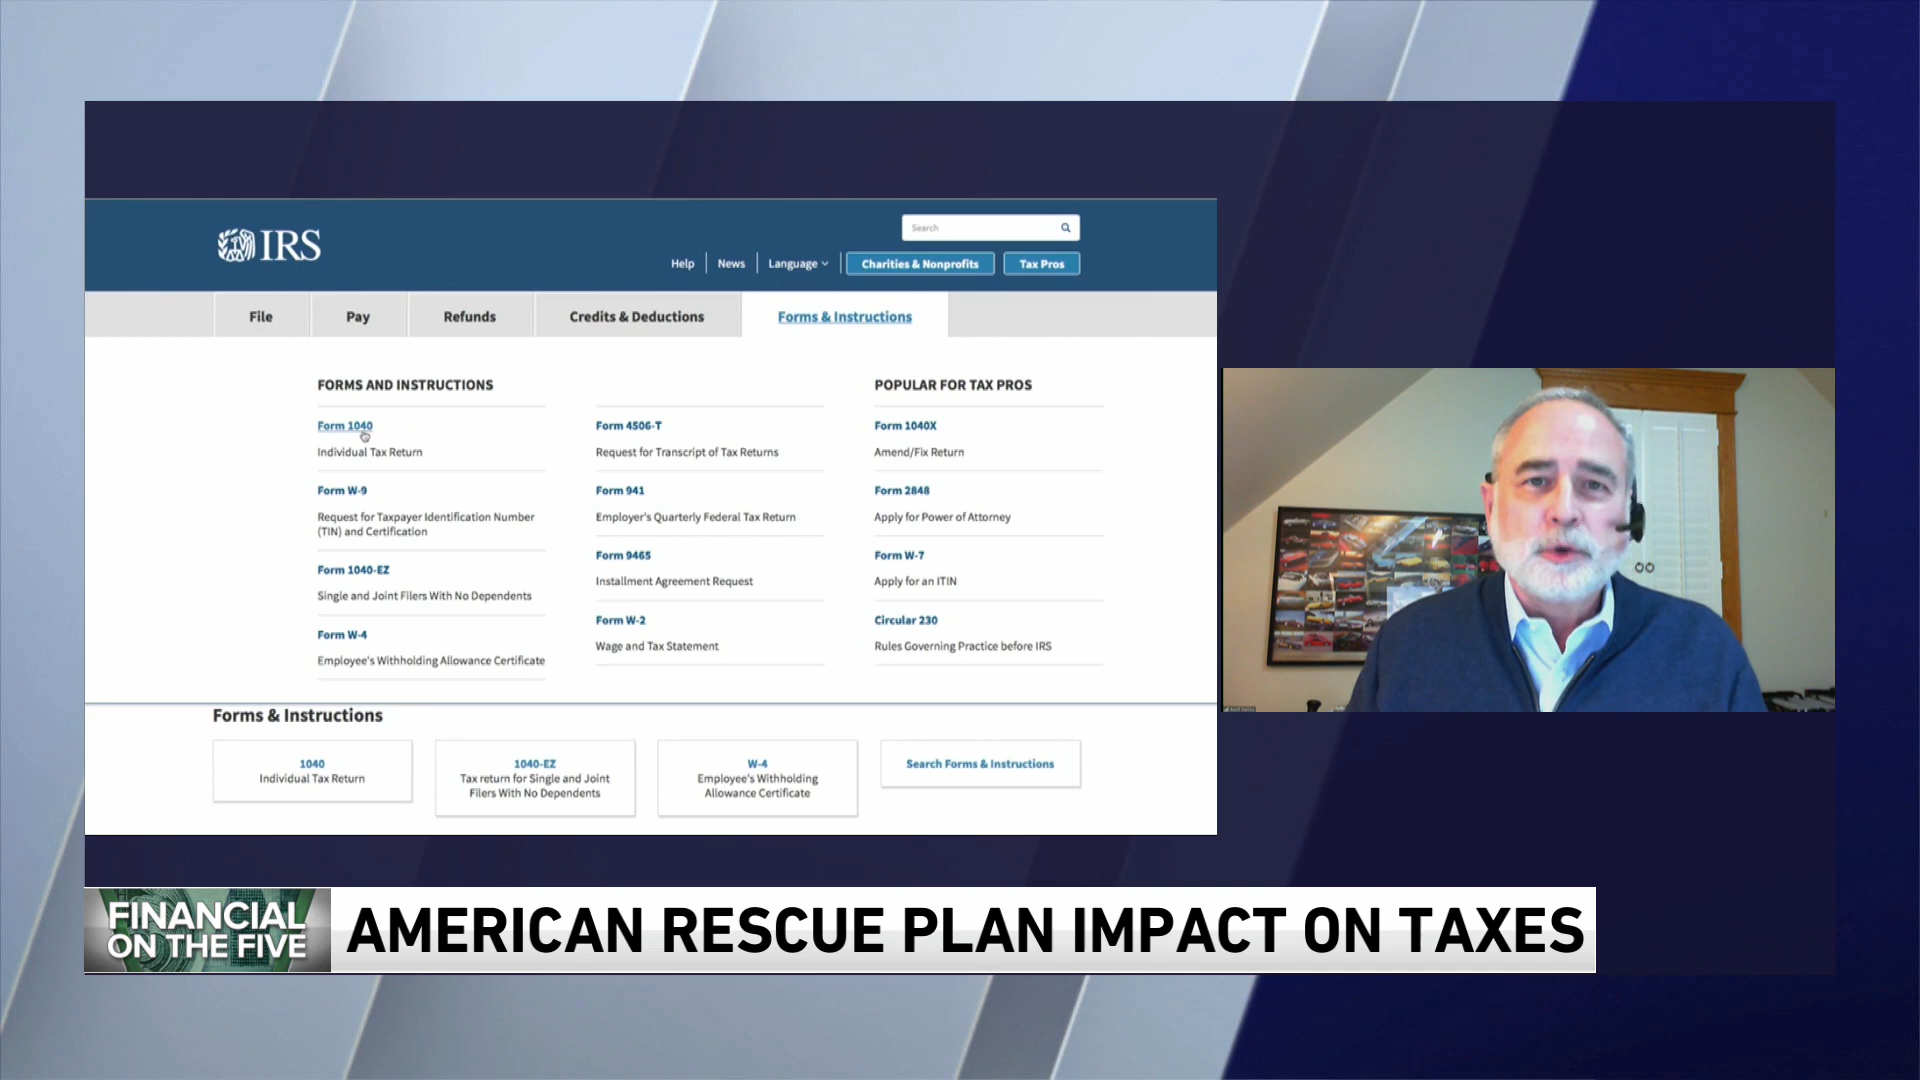 IRS
Search
Help
News
Language
Charities & Nonprofits
Tax Pros
File
Pay
Refunds
Credits & Deductions
Forms & Instructions
FORMS AND INSTRUCTIONS
Form 1040
Individual Tax Return
Form W-9
Request for Taxpayer Identification Number
(TIN) and Certification
Form 1040-EZ
Single and Joint Filers With No Dependents
Form W-4
Employee's Withholding Allowance Certificate
Form 4506-T
Request for Transcript of Tax Returns
Form 941
Employer's Quarterly Federal Tax Return
Form 9465
Installment Agreement Request
Form W-2
Wage and Tax Statement
POPULAR FOR TAX PROS
Form 1040X
Amend/Fix Return
Form 2848
Apply for Power of Attorney
Form W-7
Apply for an ITIN
Circular 230
Rules Governing Practice before IRS
Forms & Instructions
1040
Individual Tax Return
1040-EZ
Tax return for Single and Joint
Filers With No Dependents
W-4
Employee's Withholding
Allowance Certificate
Search Forms & Instructions
FINANCIAL
ON THE FIVE
AMERICAN RESCUE PLAN IMPACT ON TAXES